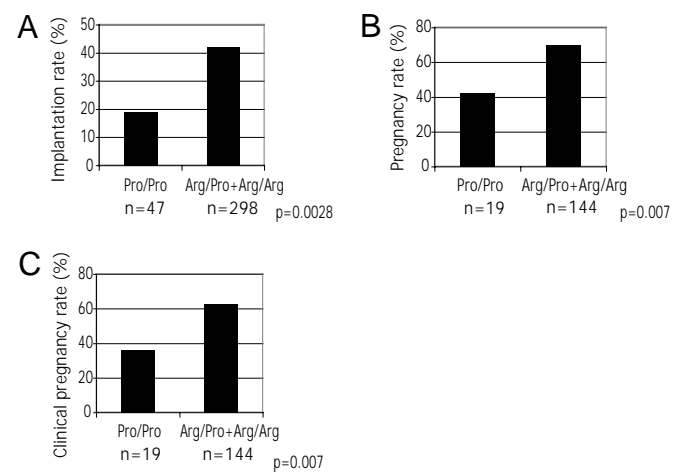 A
Implantation rate (%)
50
40
30
20
10
0
Pro/Pro Arg/Pro+Arg/Arg
n=47 n=298 p=0.0028
B
Pregnancy rate (%)
80
60
40
20
0
Pro/Pro Arg/Pro+Arg/Arg
n=19 n=144 p=0.007
C
Clinical pregnancy rate (%)
80
60
40
20
0
Pro/Pro Arg/Pro+Arg/Arg
n=19 n=144 p=0.007